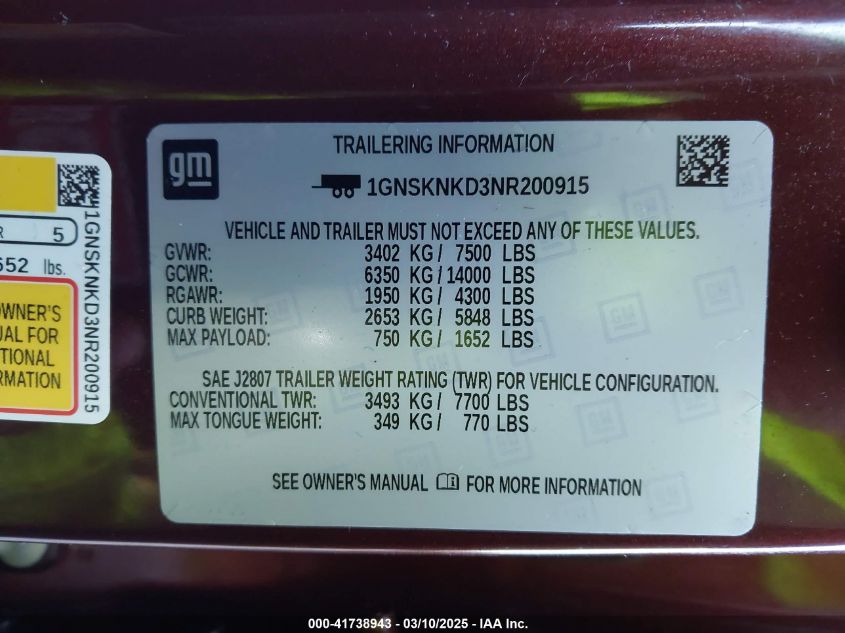 gm
TRAILERING INFORMATION
1GNSKNKD3NR200915
VEHICLE AND TRAILER MUST NOT EXCEED ANY OF THESE VALUES.
GVWR: 3402 KG/ 7500 LBS
GCWR: 6350 KG/14000 LBS
RGAWR: 1950 KG/ 4300 LBS
CURB WEIGHT: 2653 KG/ 5848 LBS
MAX PAYLOAD: 750 KG/ 1652 LBS
SAE J2807 TRAILER WEIGHT RATING (TWR) FOR VEHICLE CONFIGURATION.
CONVENTIONAL TWR: 3493 KG/ 7700 LBS
MAX TONGUE WEIGHT: 349 KG/ 770 LBS
SEE OWNER'S MANUAL FOR MORE INFORMATION
R 5
652 lbs.
OWNER'S
UAL FOR
TIONAL
RMATION
1GNSKNKD3NR200915
000-41738943 - 03/10/2025 - IAA Inc.